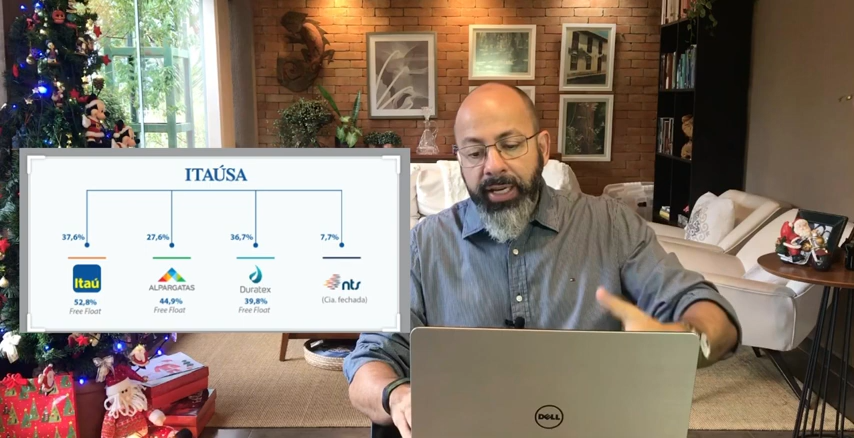 ITAÚSA
37,6% 27,6% 36,7% 7,7%
Itaú ALPARGATAS Duratex nts
(Cia. fechada)
52,8% 44,9% 39,8%
Free Float Free Float Free Float
DELL